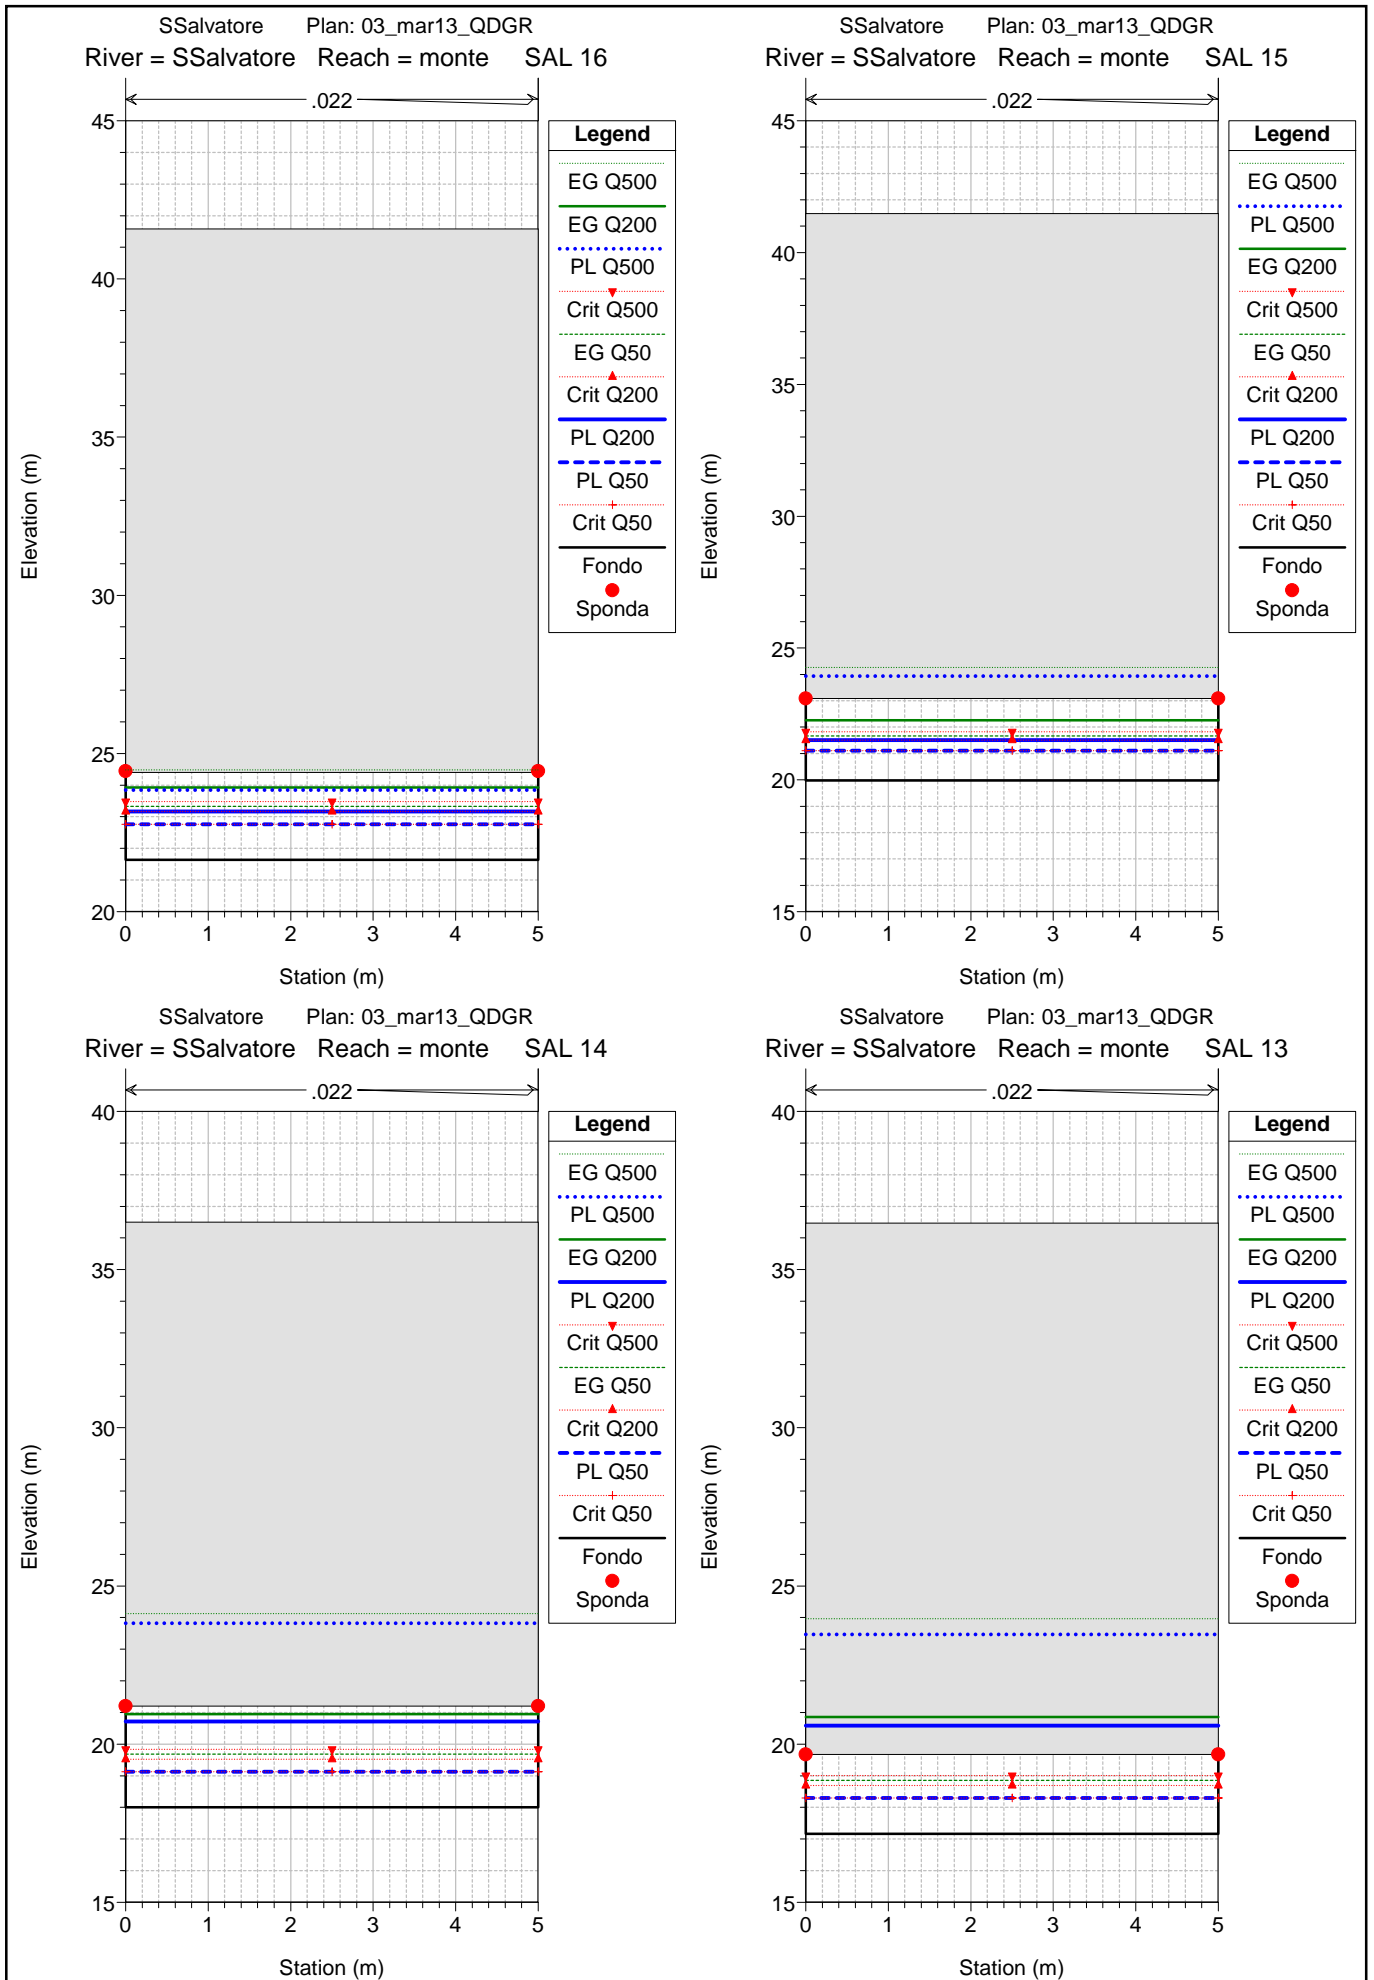 SSalvatore Plan: 03_mar13_QDGR
River = SSalvatore Reach = monte SAL 16
.022
45
40
35
30
25
20
0 1 2 3 4 5
Elevation (m)
Station (m)
Legend
EG Q500
EG Q200
PL Q500
Crit Q500
EG Q50
Crit Q200
PL Q200
PL Q50
Crit Q50
Fondo
Sponda
SSalvatore Plan: 03_mar13_QDGR
River = SSalvatore Reach = monte SAL 15
.022
45
40
35
30
25
20
15
0 1 2 3 4 5
Elevation (m)
Station (m)
Legend
EG Q500
PL Q500
EG Q200
Crit Q500
EG Q50
Crit Q200
PL Q200
PL Q50
Crit Q50
Fondo
Sponda
SSalvatore Plan: 03_mar13_QDGR
River = SSalvatore Reach = monte SAL 14
.022
40
35
30
25
20
15
0 1 2 3 4 5
Elevation (m)
Station (m)
Legend
EG Q500
PL Q500
EG Q200
PL Q200
Crit Q500
EG Q50
Crit Q200
PL Q50
Crit Q50
Fondo
Sponda
SSalvatore Plan: 03_mar13_QDGR
River = SSalvatore Reach = monte SAL 13
.022
40
35
30
25
20
15
0 1 2 3 4 5
Elevation (m)
Station (m)
Legend
EG Q500
PL Q500
EG Q200
PL Q200
Crit Q500
EG Q50
Crit Q200
PL Q50
Crit Q50
Fondo
Sponda